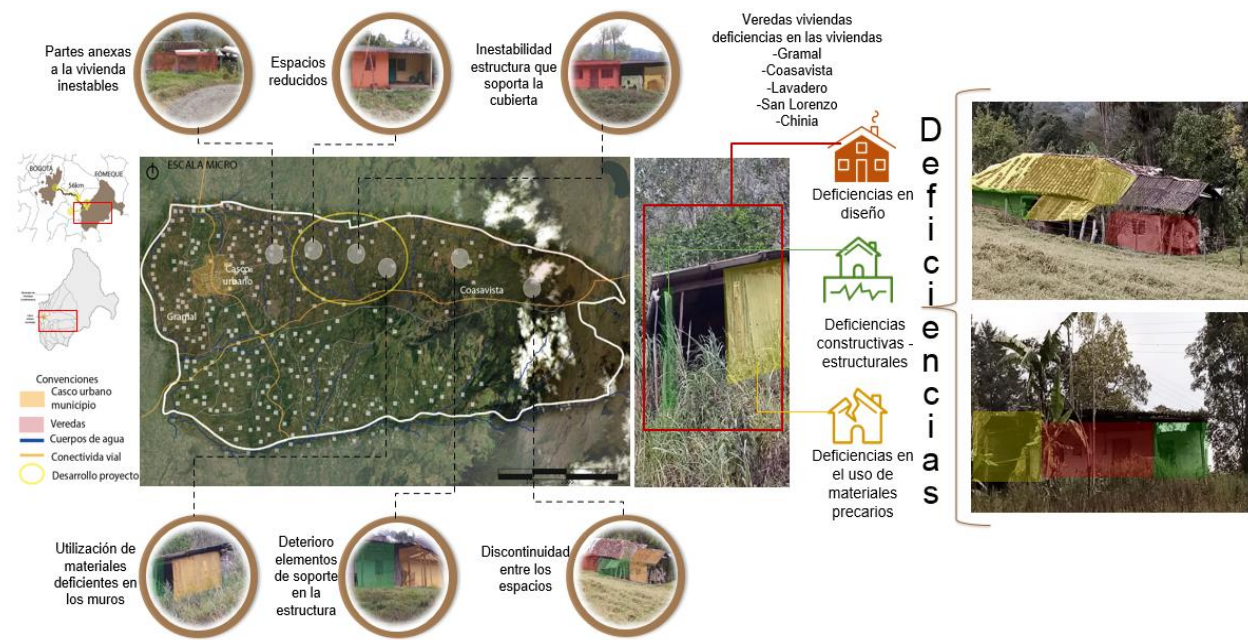 Partes anexas
a la vivienda
inestables
Espacios
reducidos
Inestabilidad
estructura que
soporta la
cubierta
Veredas viviendas
deficiencias en las viviendas
-Gramal
-Coasavista
-Lavadero
-San Lorenzo
-Chinia
ESCALA MICRO
BOGOTÁ
FÓMEQUE
56km
Casco
urbano
Coasavista
Gramal
Convenciones
Casco urbano
municipio
Veredas
Cuerpos de agua
Conectividad vial
Desarrollo proyecto
Deficiencias en
diseño
Deficiencias
constructivas -
estructurales
Deficiencias en
el uso de
materiales
precarios
Deficiencias
Utilización de
materiales
deficientes en
los muros
Deterioro
elementos
de soporte
en la
estructura
Discontinuidad
entre los
espacios